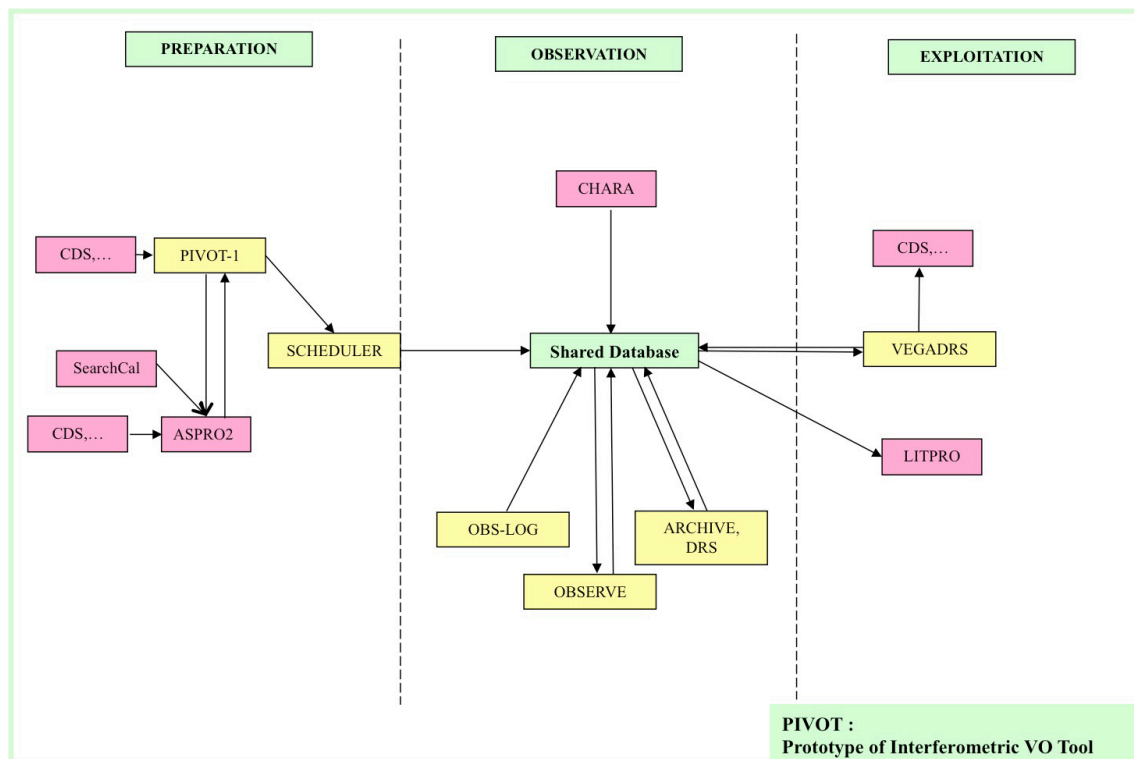 PREPARATION
OBSERVATION
EXPLOITATION
CHARA
CDS,...
PIVOT-1
CDS,...
SCHEDULER
Shared Database
VEGADRS
SearchCal
CDS,...
ASPRO2
LITPRO
OBS-LOG
ARCHIVE,
DRS
OBSERVE
PIVOT :
Prototype of Interferometric VO Tool